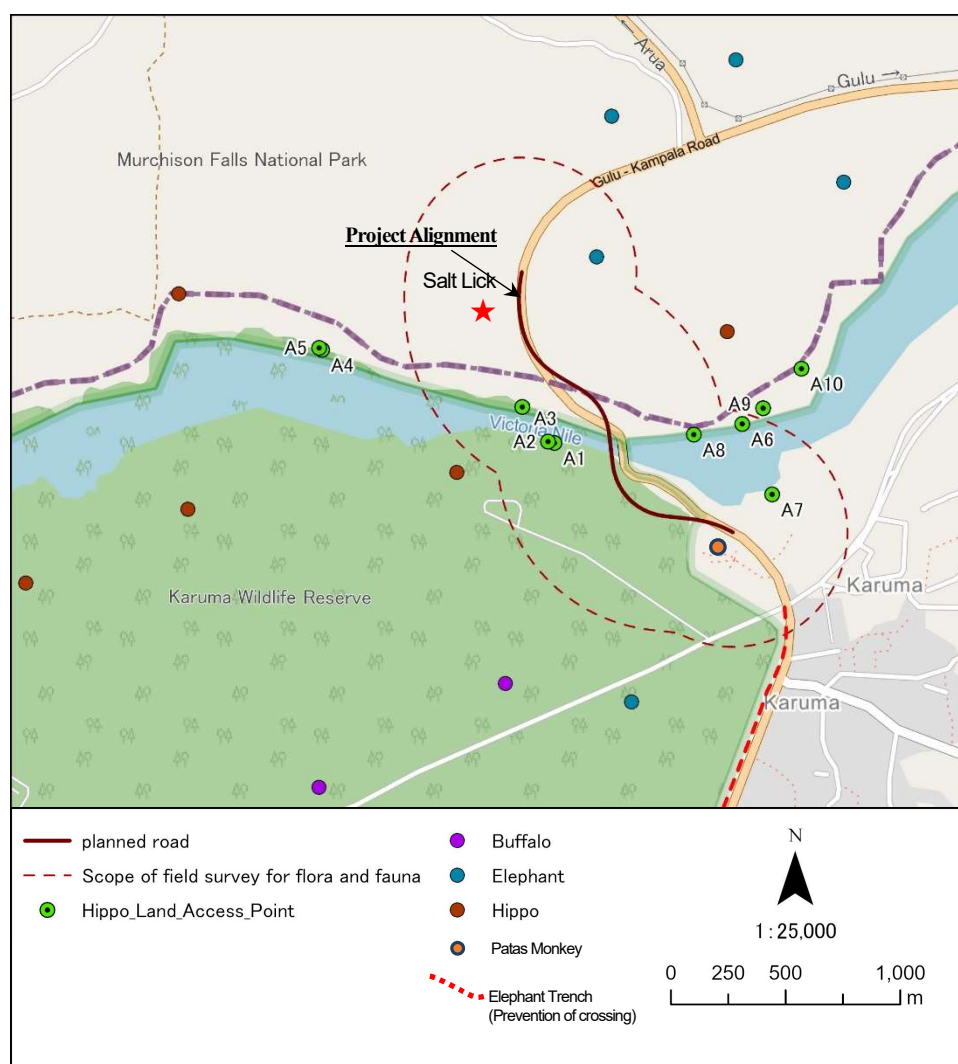 Arua
Gulu
Gulu - Kampala Road
Murchison Falls National Park
Project Alignment
Salt Lick
A5
A4
A10
A9
A3
A6
Victoria Nile
A2
A1
A8
A7
Karuma
Karuma Wildlife Reserve
Karuma
planned road
Scope of field survey for flora and fauna
Hippo_Land_Access_Point
Buffalo
Elephant
Hippo
Patas Monkey
Elephant Trench
(Prevention of crossing)
N
1:25,000
0 250 500 1,000
m